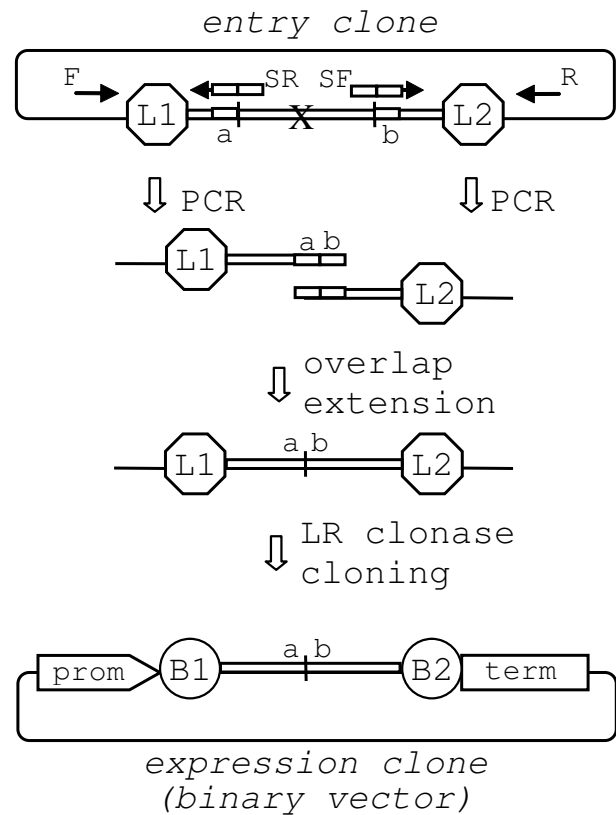 entry clone
F SR SF R
L1 X L2
a b
PCR PCR
a b
L1
L2
overlap
extension
a b
L1 L2
LR clonase
cloning
a b
prom B1 B2 term
expression clone
(binary vector)